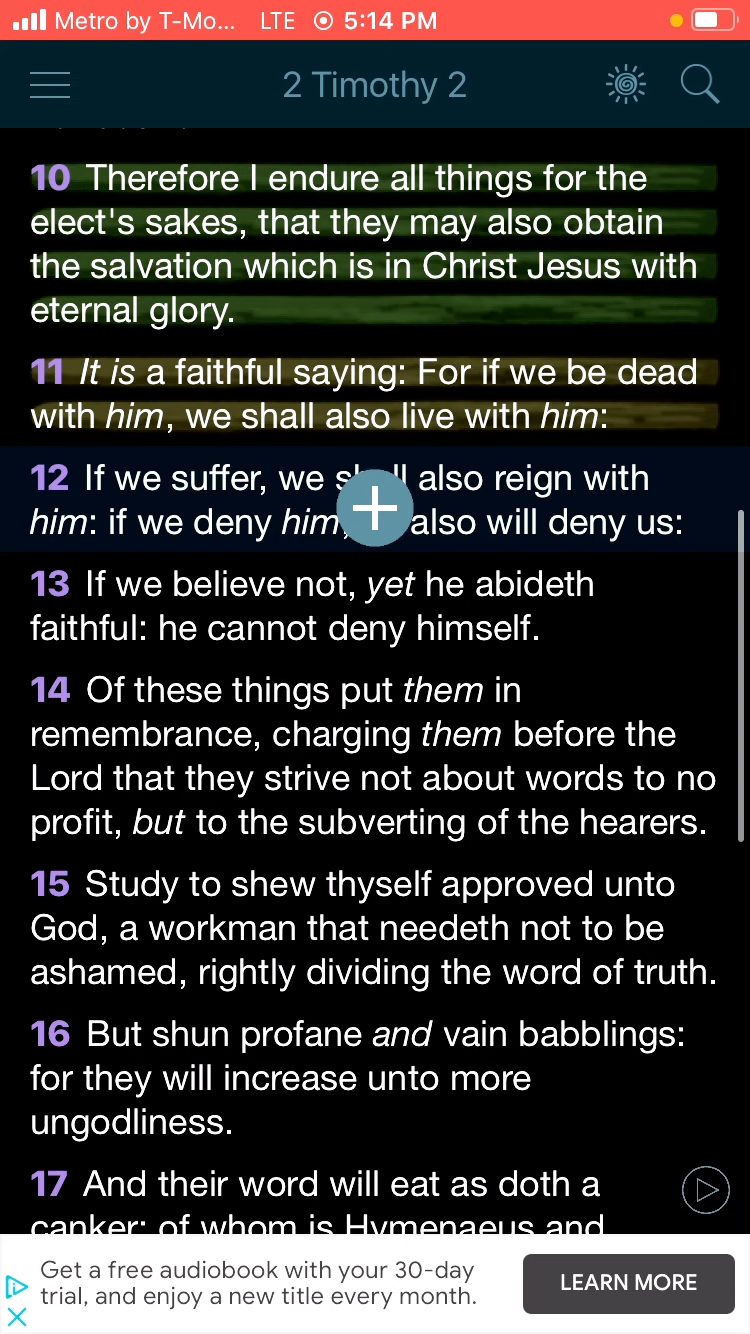 Metro by T-Mo... LTE 5:14 PM
2 Timothy 2
10 Therefore I endure all things for the
elect's sakes, that they may also obtain
the salvation which is in Christ Jesus with
eternal glory.
11 It is a faithful saying: For if we be dead
with him, we shall also live with him:
12 If we suffer, we shall also reign with
him: if we deny him, also will deny us:
13 If we believe not, yet he abideth
faithful: he cannot deny himself.
14 Of these things put them in
remembrance, charging them before the
Lord that they strive not about words to no
profit, but to the subverting of the hearers.
15 Study to shew thyself approved unto
God, a workman that needeth not to be
ashamed, rightly dividing the word of truth.
16 But shun profane and vain babblings:
for they will increase unto more
ungodliness.
17 And their word will eat as doth a
canker: of whom is Hymenaeus and
Get a free audiobook with your 30-day
trial, and enjoy a new title every month.
LEARN MORE